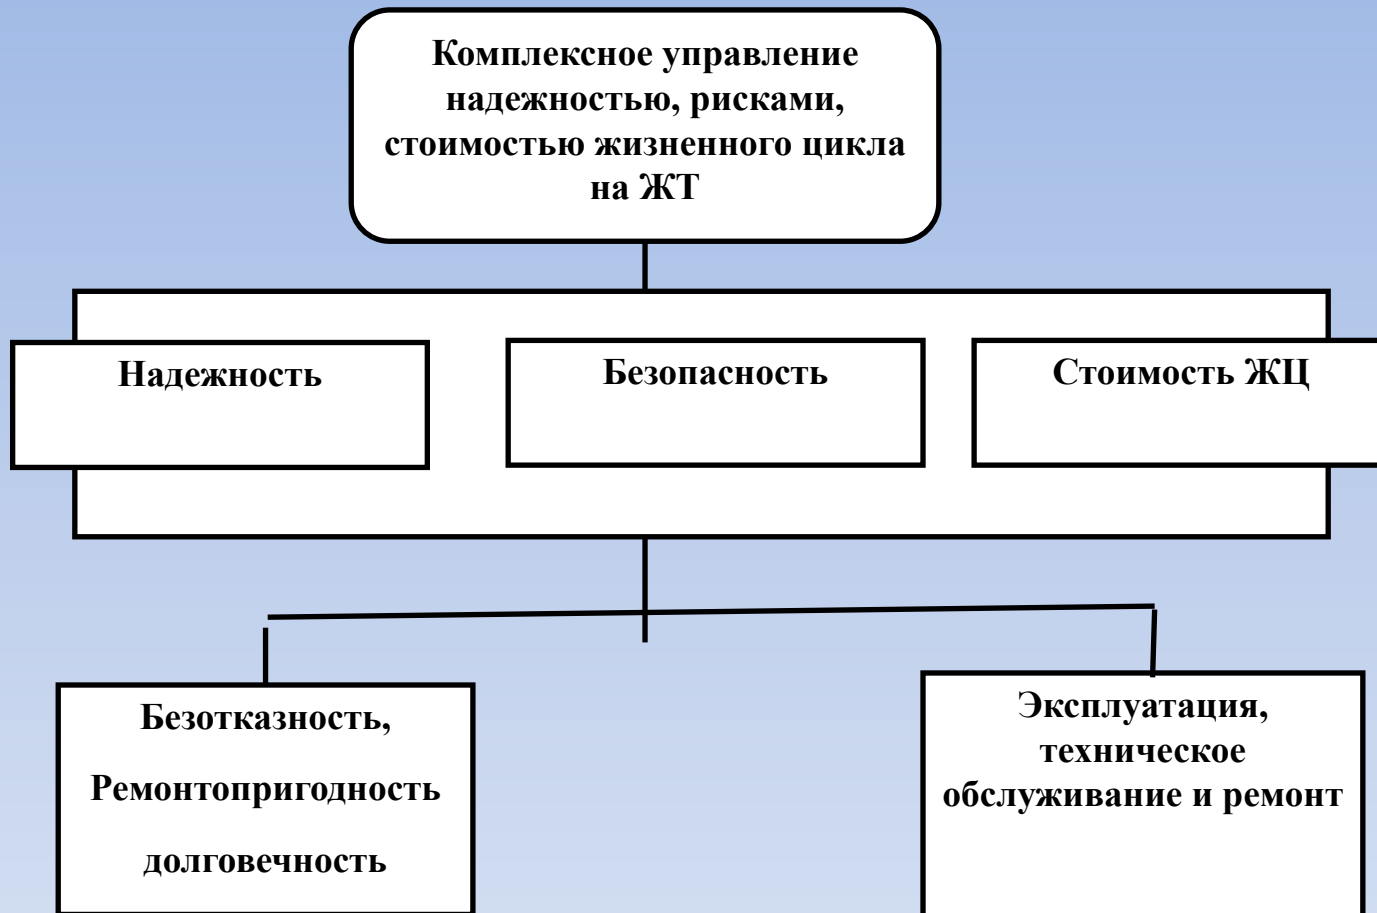 Комплексное управление
надежностью, рисками,
стоимостью жизненного цикла
на ЖТ
Надежность
Безопасность
Стоимость ЖЦ
Безотказность,
Ремонтопригодность
долговечность
Эксплуатация,
техническое
обслуживание и ремонт